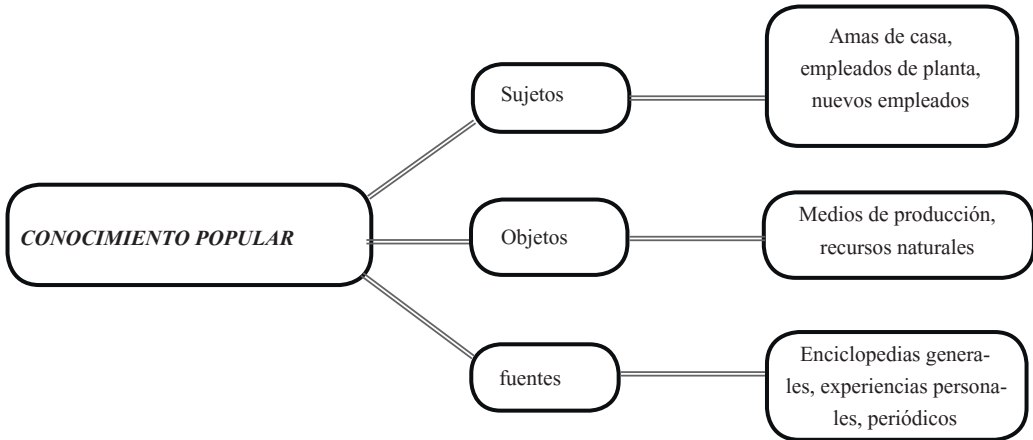 CONOCIMIENTO POPULAR
Sujetos
Amas de casa,
empleados de planta,
nuevos empleados
Objetos
Medios de producción,
recursos naturales
fuentes
Enciclopedias genera-
les, experiencias persona-
les, periódicos